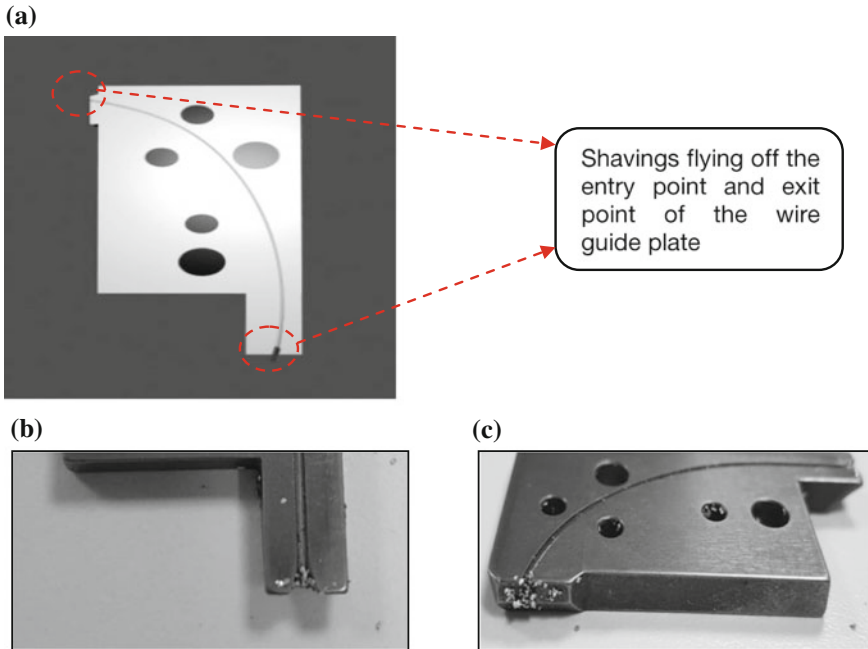 (a)
Shavings flying off the
entry point and exit
point of the wire
guide plate
(b)
(c)